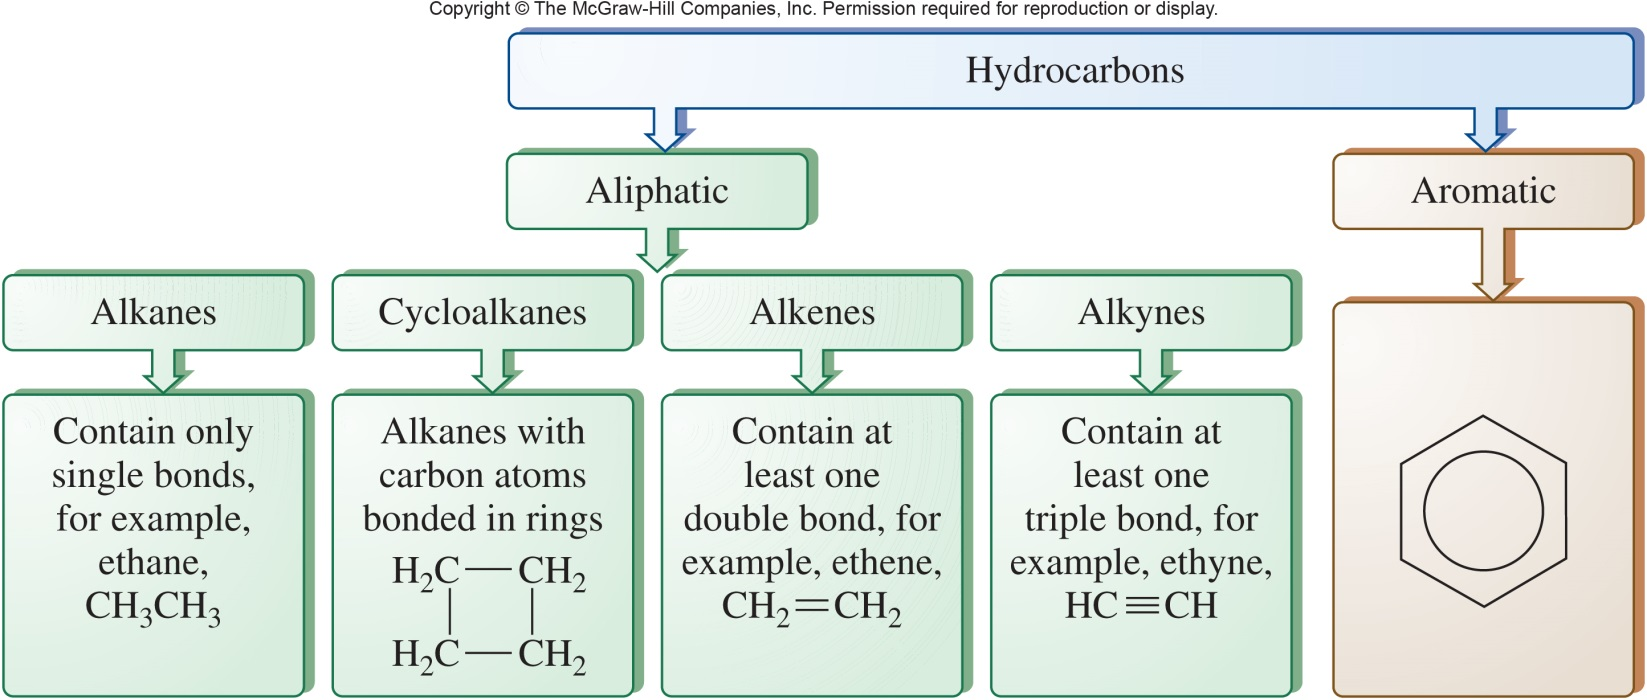 Copyright © The McGraw-Hill Companies, Inc. Permission required for reproduction or display.
Hydrocarbons
Aliphatic
Aromatic
Alkanes
Cycloalkanes
Alkenes
Alkynes
Contain only
single bonds,
for example,
ethane,
CH₃CH₃
Alkanes with
carbon atoms
bonded in rings
H₂C—CH₂
H₂C—CH₂
Contain at
least one
double bond, for
example, ethene,
CH₂=CH₂
Contain at
least one
triple bond, for
example, ethyne,
HC≡CH